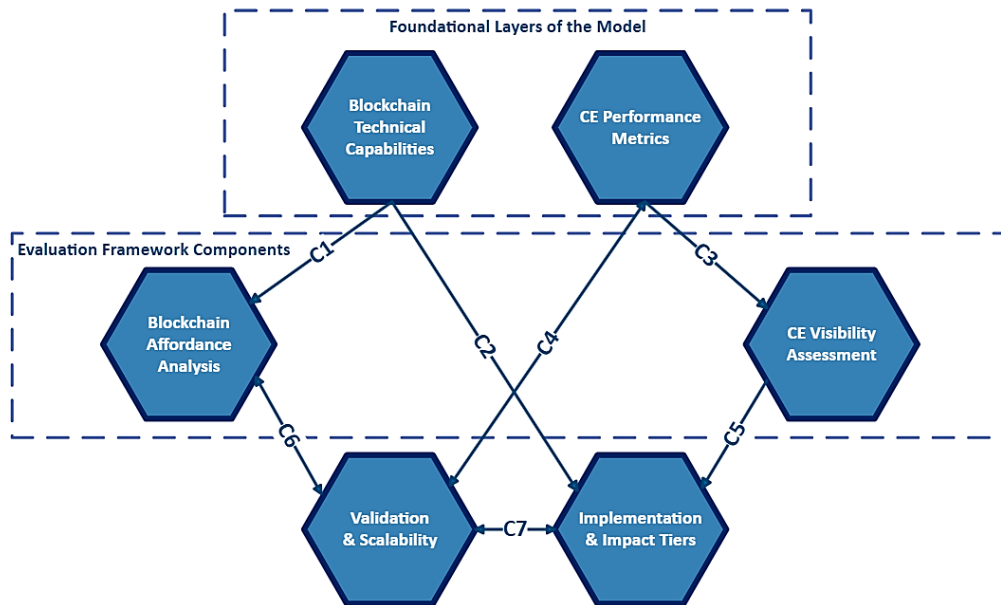 Foundational Layers of the Model
Blockchain
Technical
Capabilities
CE Performance
Metrics
Evaluation Framework Components
C1
C3
Blockchain
Affordance
Analysis
C2
C4
CE Visibility
Assessment
C6
C5
Validation
& Scalability
C7
Implementation
& Impact Tiers